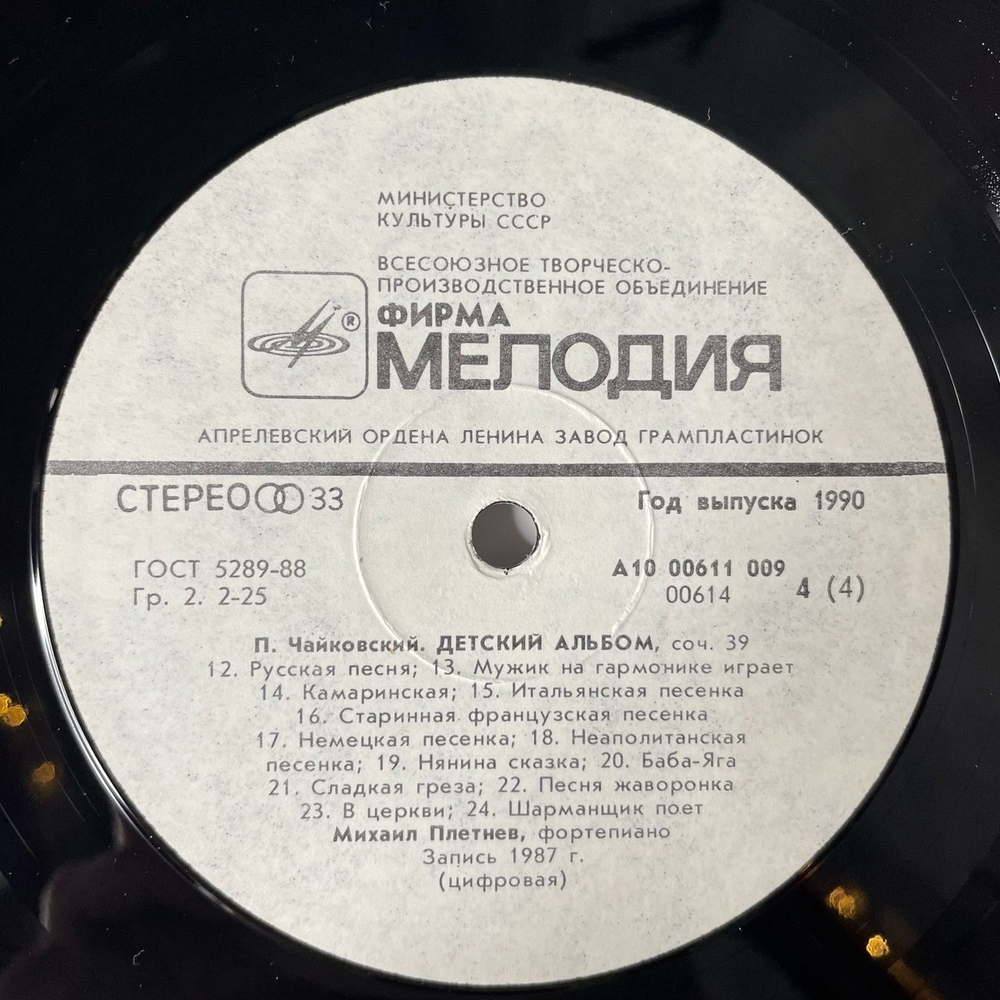 МИНИСТЕРСТВО
КУЛЬТУРЫ СССР
ВСЕСОЮЗНОЕ ТВОРЧЕСКО-
ПРОИЗВОДСТВЕННОЕ ОБЪЕДИНЕНИЕ
ФИРМА
®
МЕЛОДИЯ
АПРЕЛЕВСКИЙ ОРДЕНА ЛЕНИНА ЗАВОД ГРАМПЛАСТИНОК
СТЕРЕО 33
Год выпуска 1990
ГОСТ 5289-88
Гр. 2. 2-25
А10 00611 009
00614
4 (4)
П. Чайковский. ДЕТСКИЙ АЛЬБОМ, соч. 39
12. Русская песня; 13. Мужик на гармонике играет
14. Камаринская; 15. Итальянская песенка
16. Старинная французская песенка
17. Немецкая песенка; 18. Неаполитанская
песенка; 19. Нянина сказка; 20. Баба-Яга
21. Сладкая греза; 22. Песня жаворонка
23. В церкви; 24. Шарманщик поет
Михаил Плетнев, фортепиано
Запись 1987 г.
(цифровая)